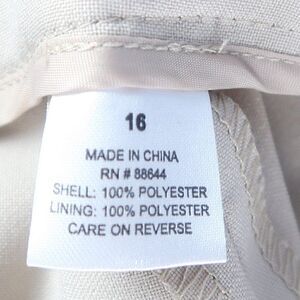 16
MADE IN CHINA
RN # 88644
SHELL: 100% POLYESTER
LINING: 100% POLYESTER
CARE ON REVERSE